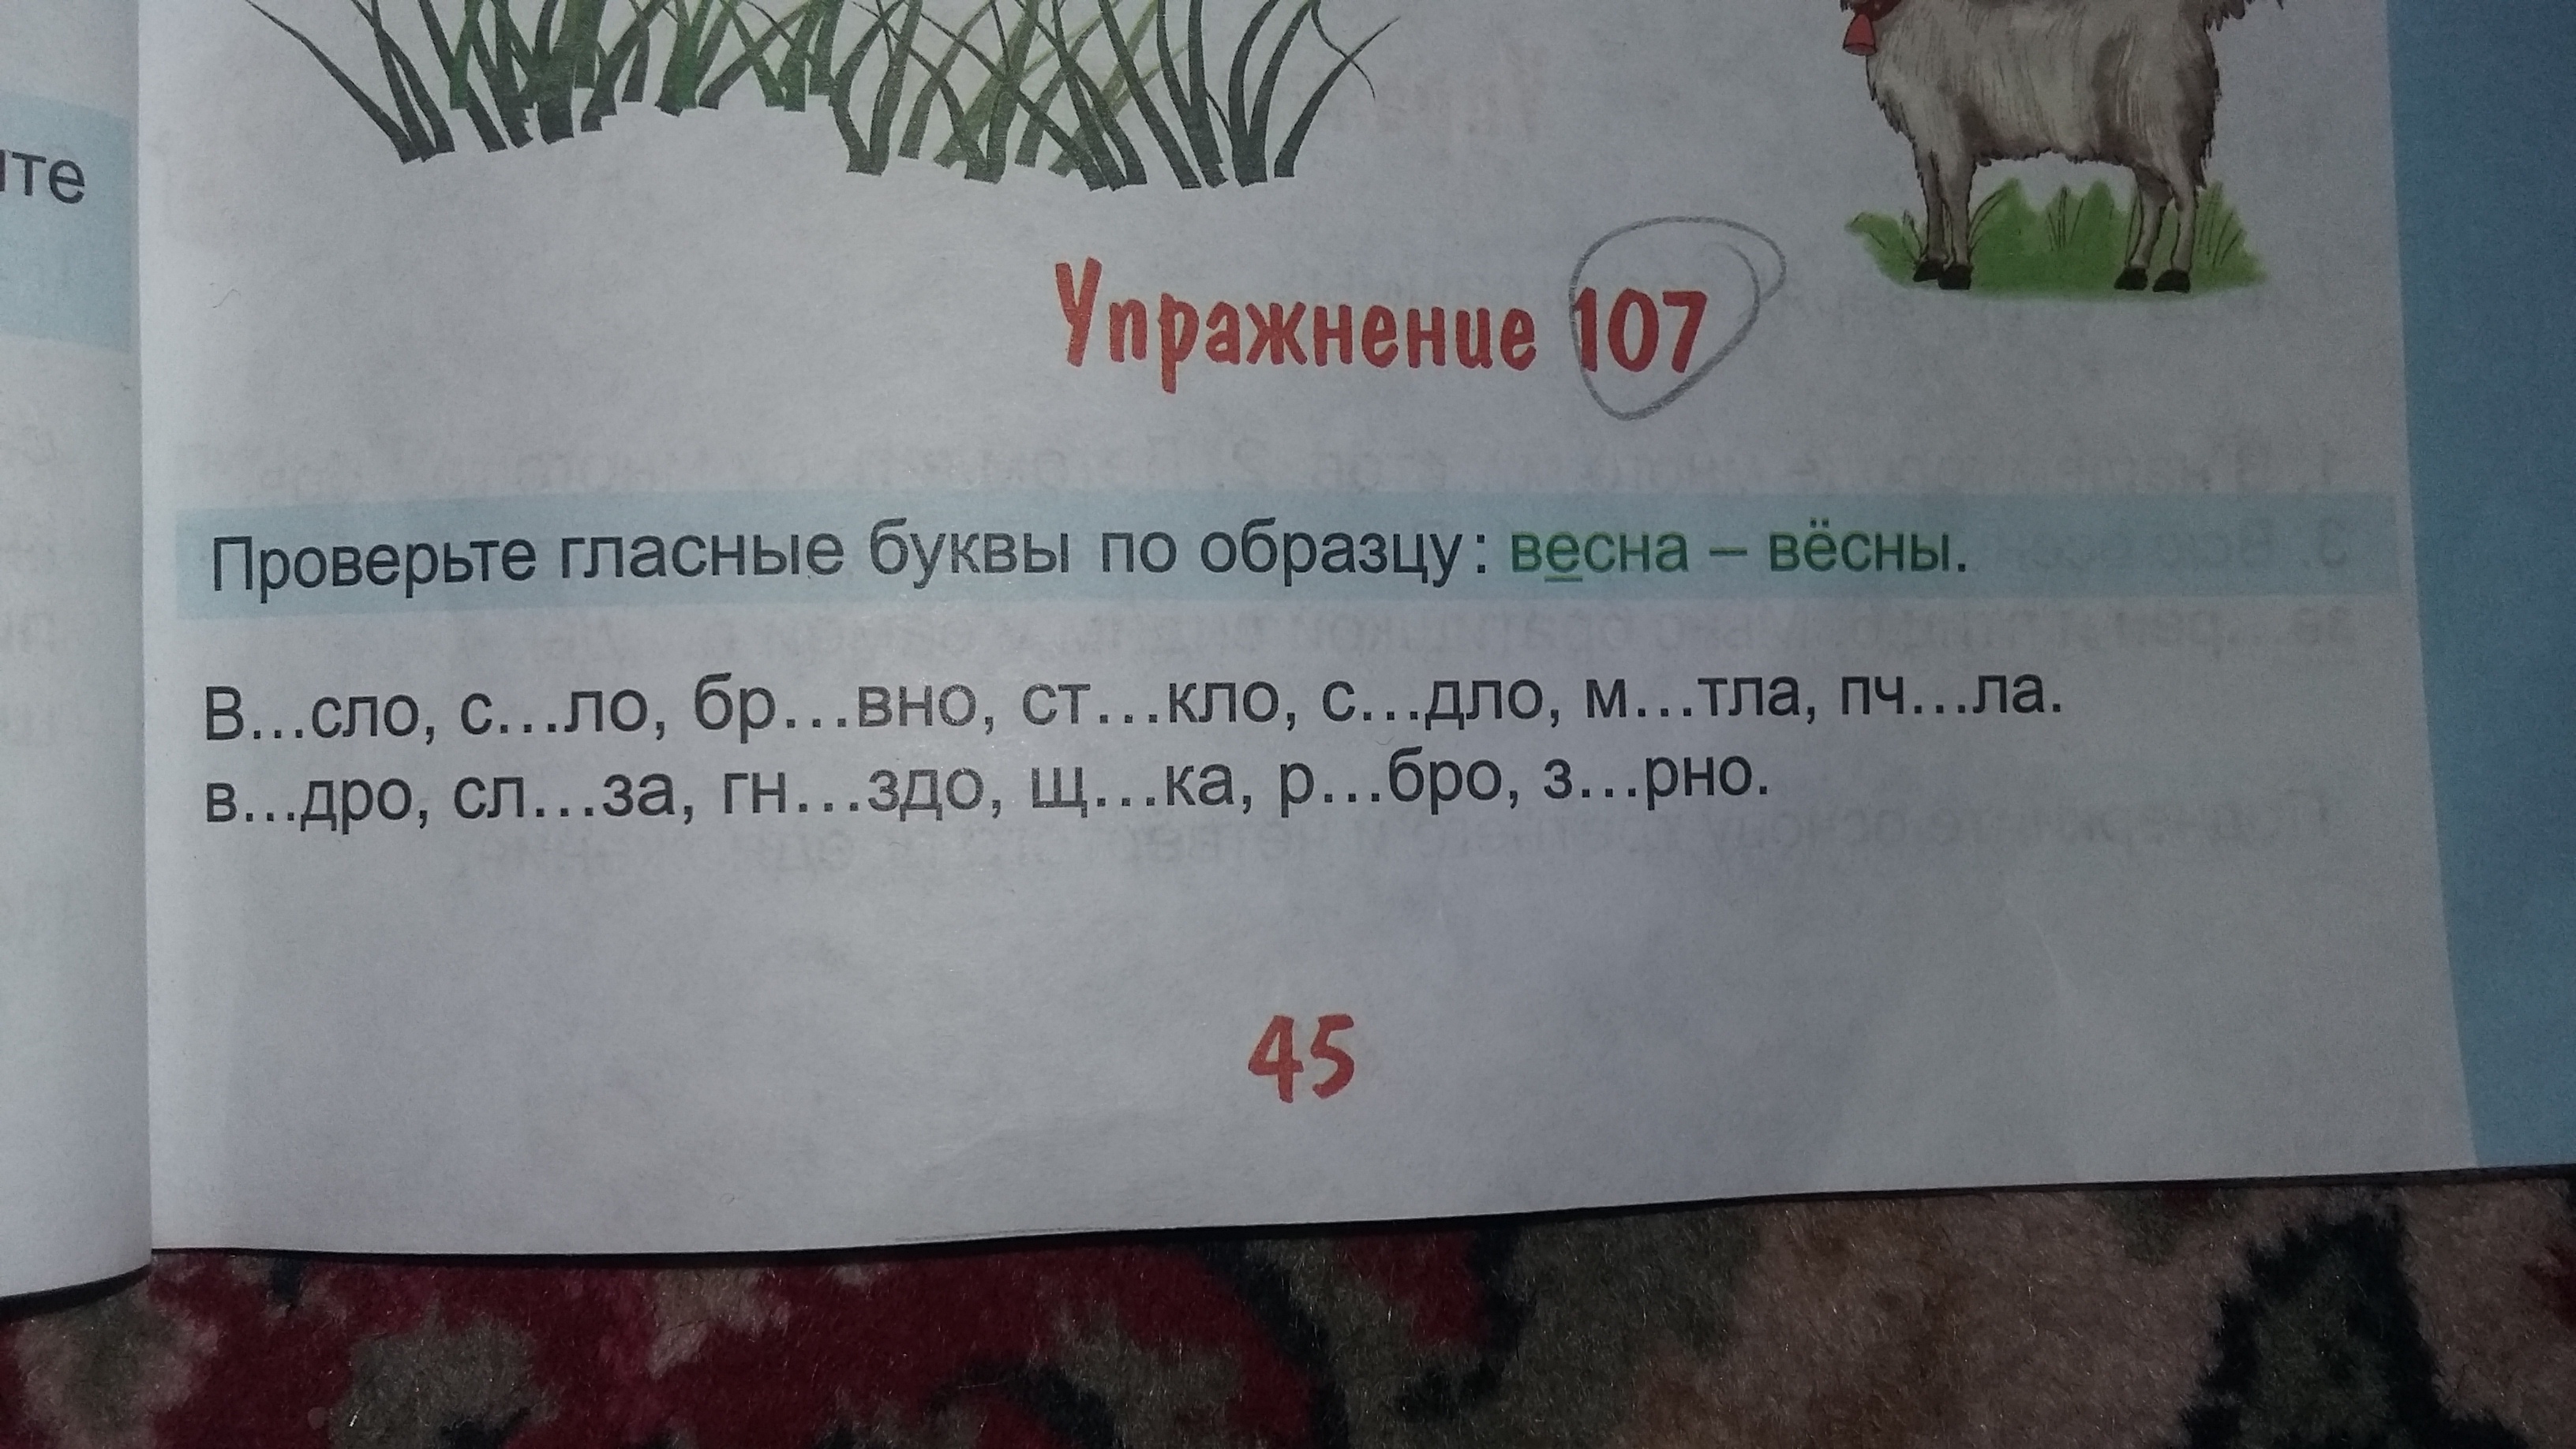 ите
Упражнение 107
Проверьте гласные буквы по образцу: весна – вёсны.
В...сло, с...ло, бр...вно, ст...кло, с...дло, м...тла, пч...ла.
в...дро, сл...за, гн...здо, щ...ка, р...бро, з...рно.
45